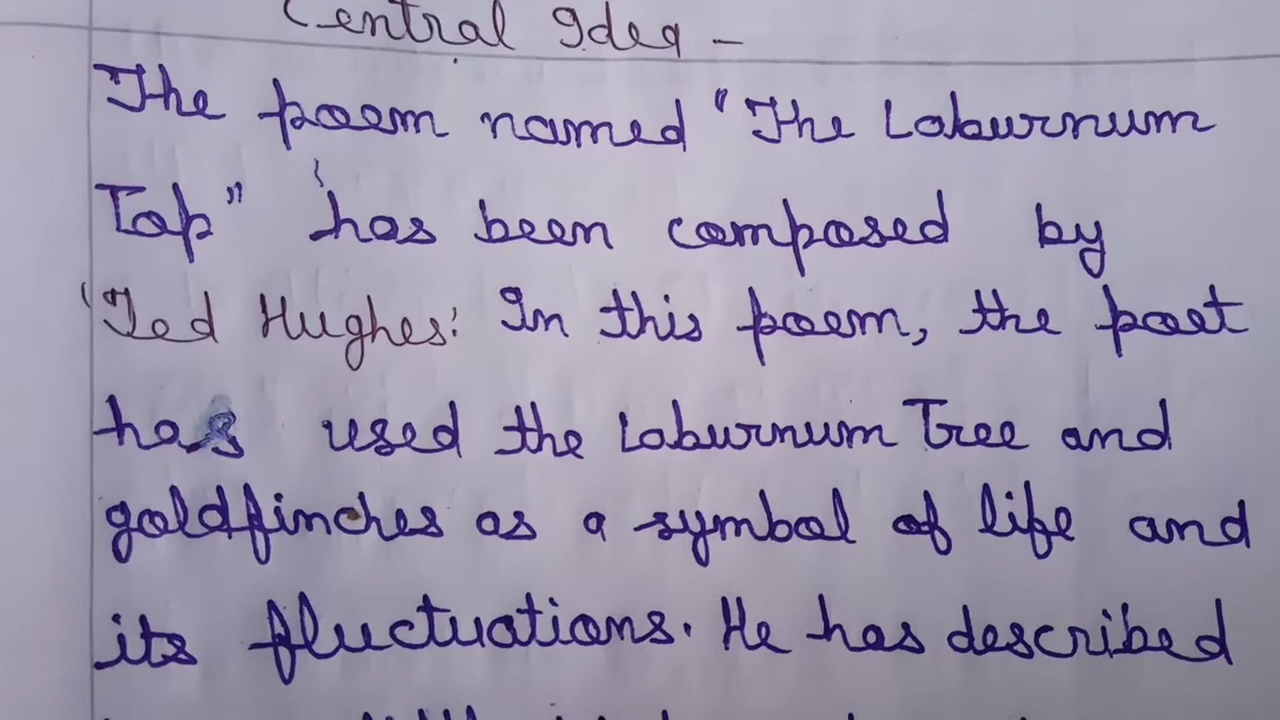 Central Idea -
The poem named "The Laburnum
Top" has been composed by
'Ted Hughes.' In this poem, the poet
has used the Laburnum Tree and
goldfinches as a symbol of life and
its fluctuations. He has described